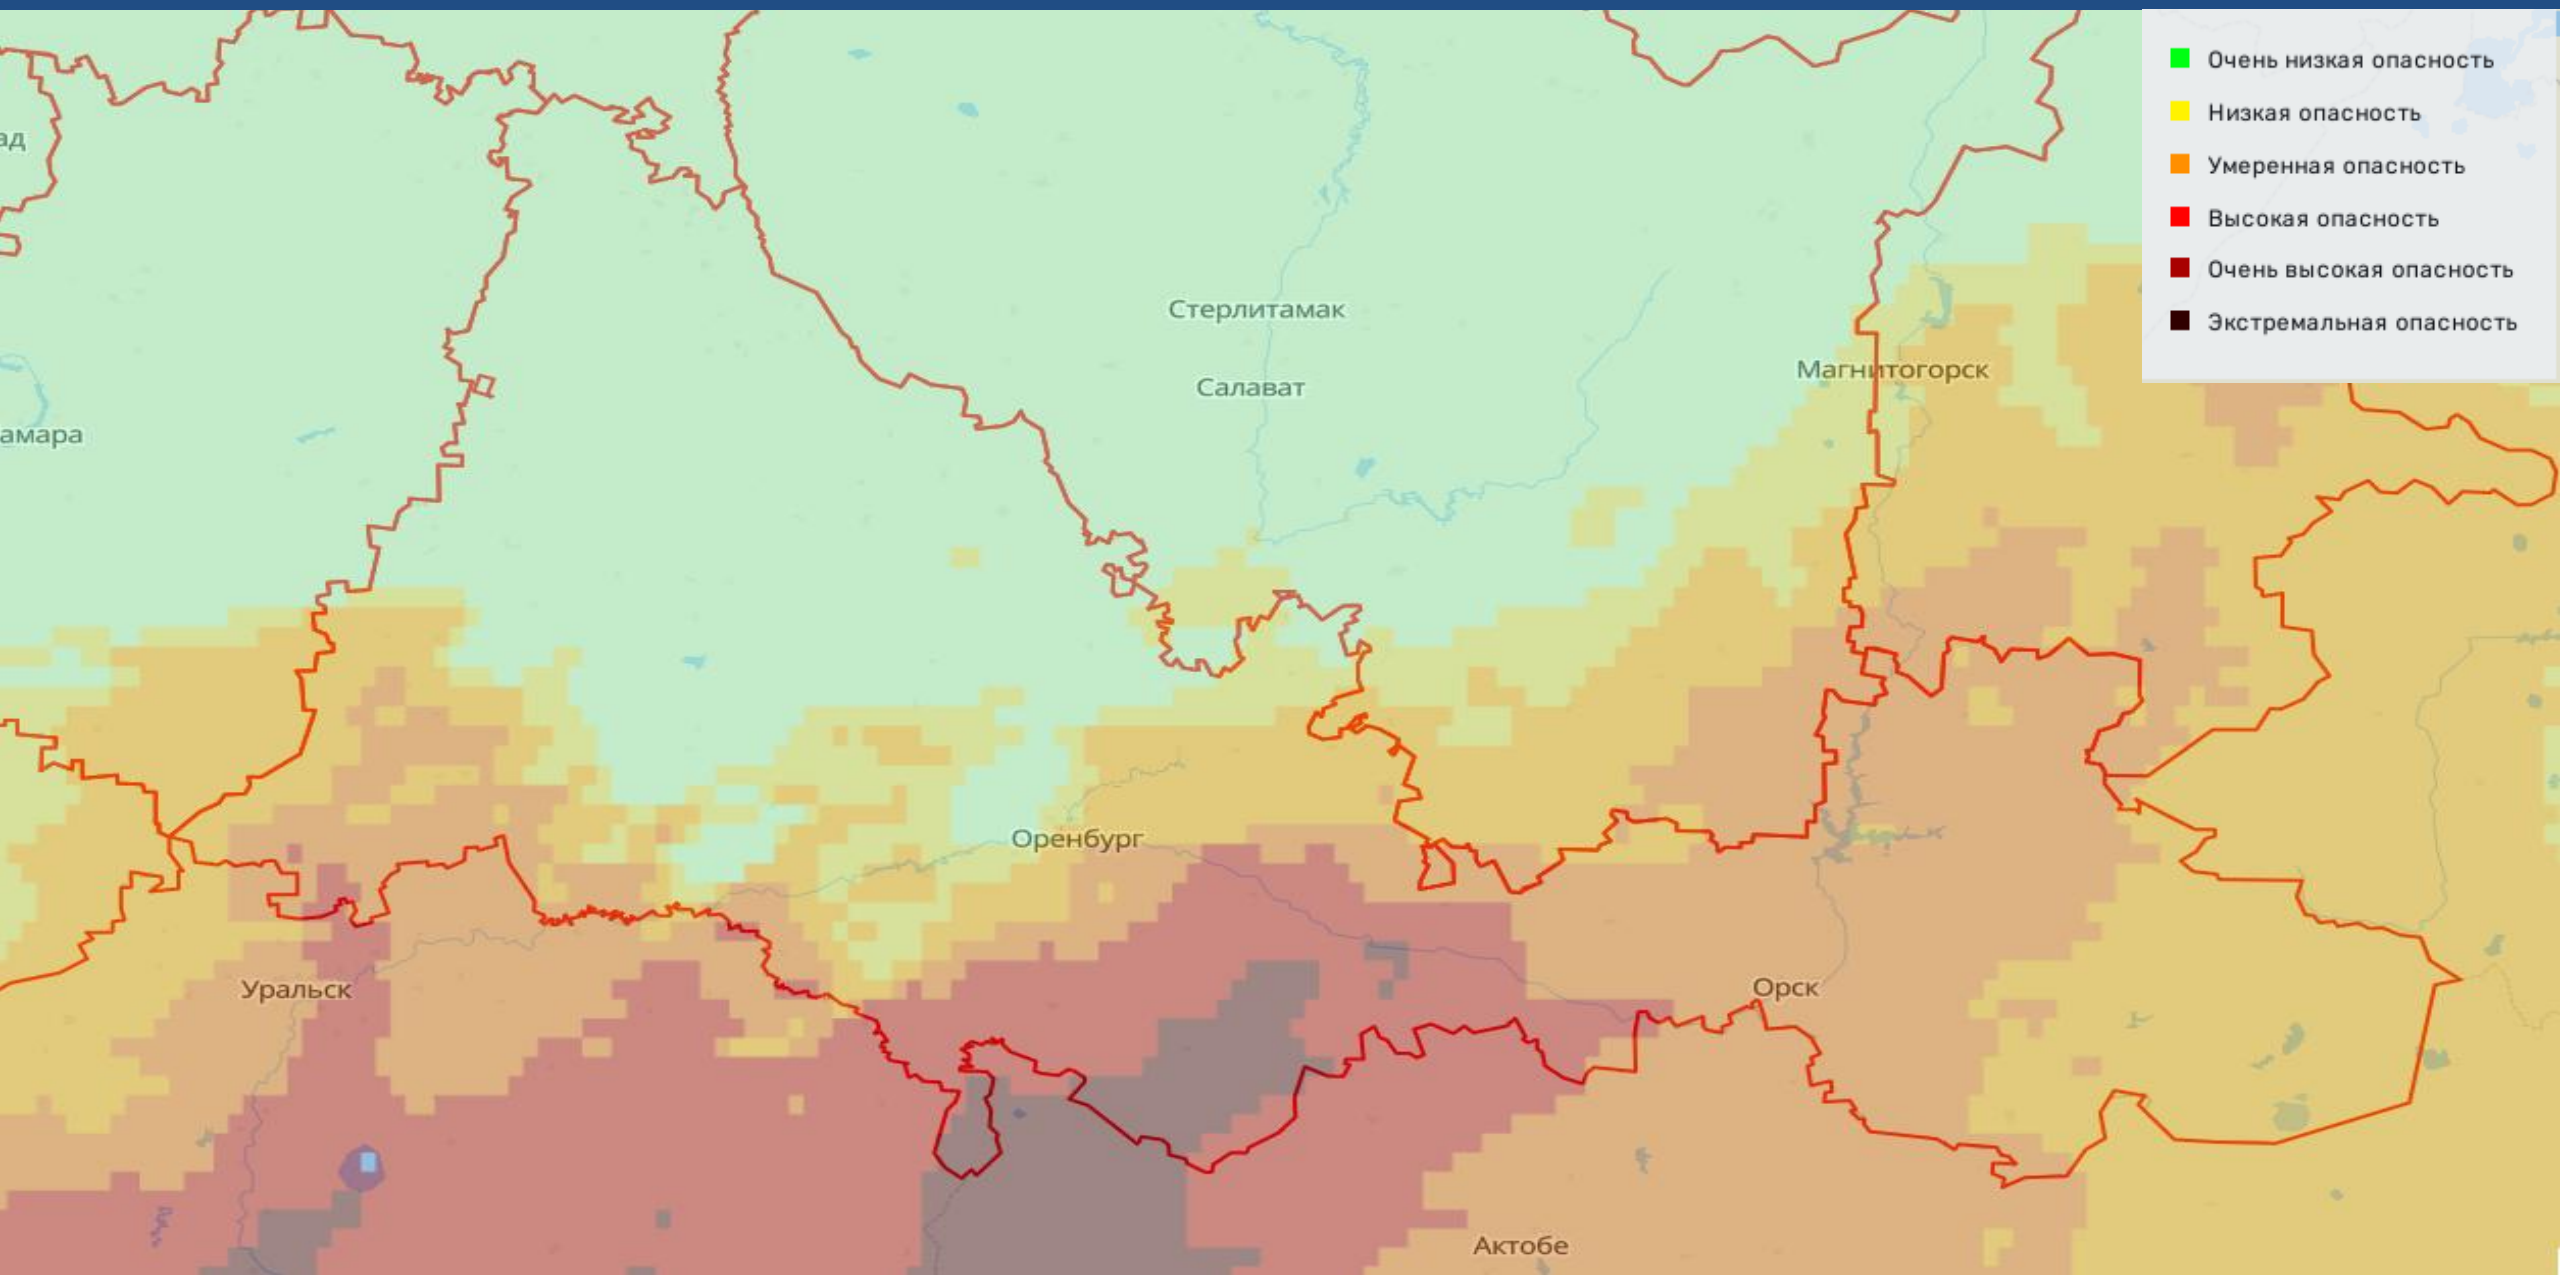 Очень низкая опасность
Низкая опасность
Умеренная опасность
Высокая опасность
Очень высокая опасность
Экстремальная опасность
ад
Стерлитамак
Магнитогорск
Салават
амара
Оренбург
Уральск
Орск
Актобе